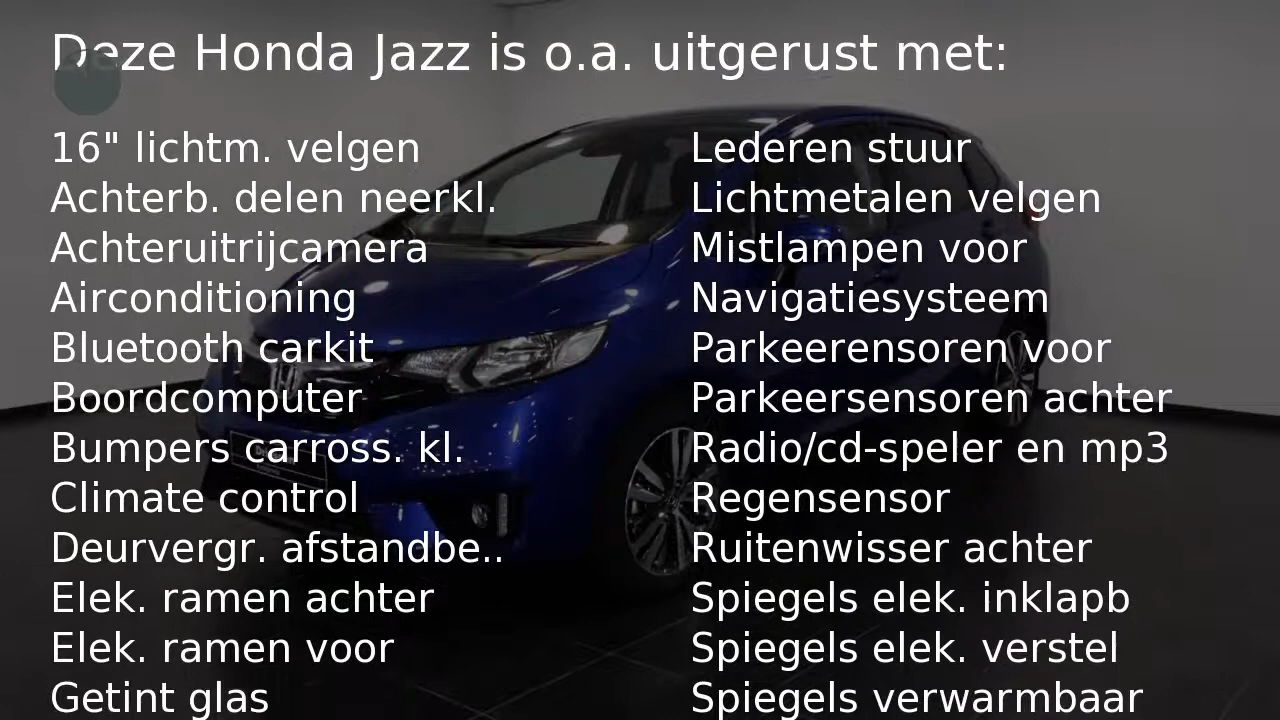 Deze Honda Jazz is o.a. uitgerust met:
16" lichtm. velgen
Achterb. delen neerkl.
Achteruitrijcamera
Airconditioning
Bluetooth carkit
Boordcomputer
Bumpers carross. kl.
Climate control
Deurvergr. afstandbe..
Elek. ramen achter
Elek. ramen voor
Getint glas
Lederen stuur
Lichtmetalen velgen
Mistlampen voor
Navigatiesysteem
Parkeerensoren voor
Parkeersensoren achter
Radio/cd-speler en mp3
Regensensor
Ruitenwisser achter
Spiegels elek. inklapb
Spiegels elek. verstel
Spiegels verwarmbaar